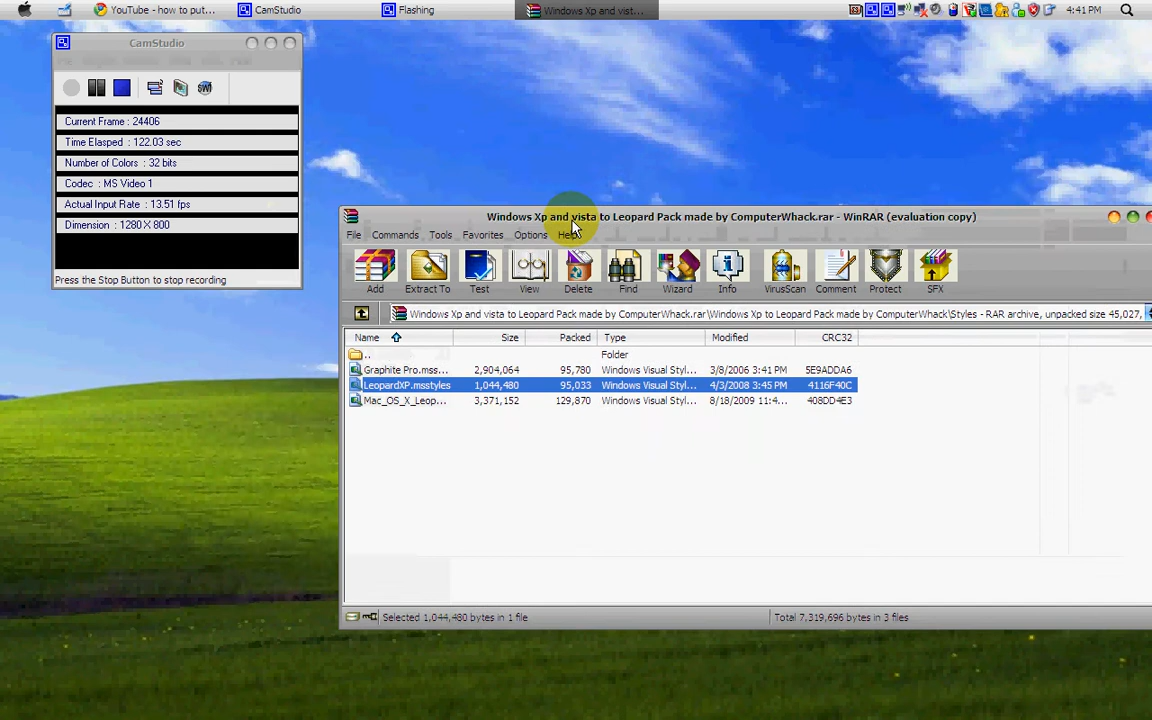 YouTube - how to put... CamStudio Flashing Windows Xp and vist... 4:41 PM
CamStudio
Current Frame : 24406
Time Elasped : 122.03 sec
Number of Colors : 32 bits
Codec : MS Video 1
Actual Input Rate : 13.51 fps
Dimension : 1280 X 800
Press the Stop Button to stop recording
Windows Xp and vista to Leopard Pack made by ComputerWhack.rar - WinRAR (evaluation copy)
File Commands Tools Favorites Options Help
Add Extract To Test View Delete Find Wizard Info VirusScan Comment Protect SFX
Windows Xp and vista to Leopard Pack made by ComputerWhack.rar\Windows Xp to Leopard Pack made by ComputerWhack\Styles - RAR archive, unpacked size 45,027,
Name Size Packed Type Modified CRC32
.. Folder
Graphite Pro.mss... 2,904,064 95,780 Windows Visual Styl... 3/8/2006 3:41 PM 5E9ADDA6
LeopardXP.msstyles 1,044,480 95,033 Windows Visual Styl... 4/3/2008 3:45 PM 4116F40C
Mac_OS_X_Leop... 3,371,152 129,870 Windows Visual Styl... 8/18/2009 11:4... 408DD4E3
Selected 1,044,480 bytes in 1 file Total 7,319,696 bytes in 3 files